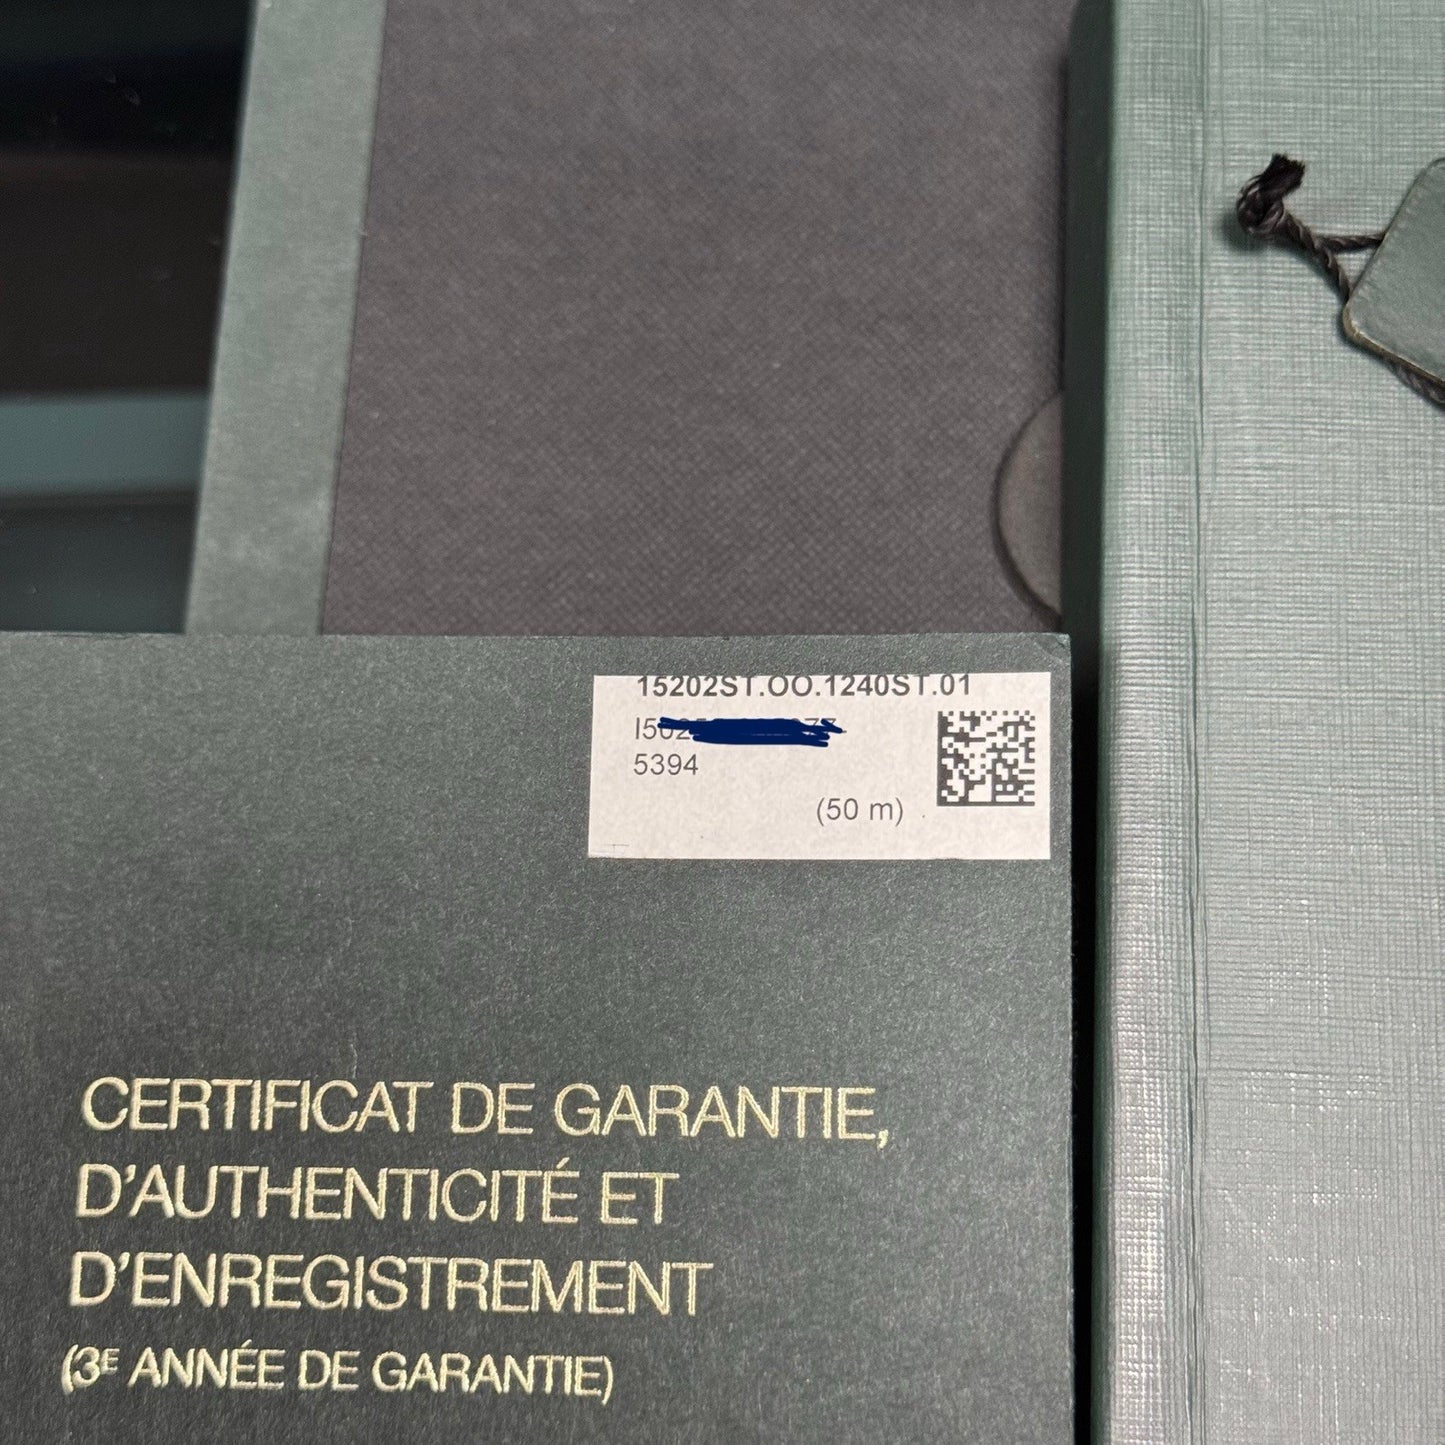 15202ST.OO.1240ST.01
5394
(50 m)
CERTIFICAT DE GARANTIE,
D'AUTHENTICITÉ ET
D'ENREGISTREMENT
(3E ANNÉE DE GARANTIE)